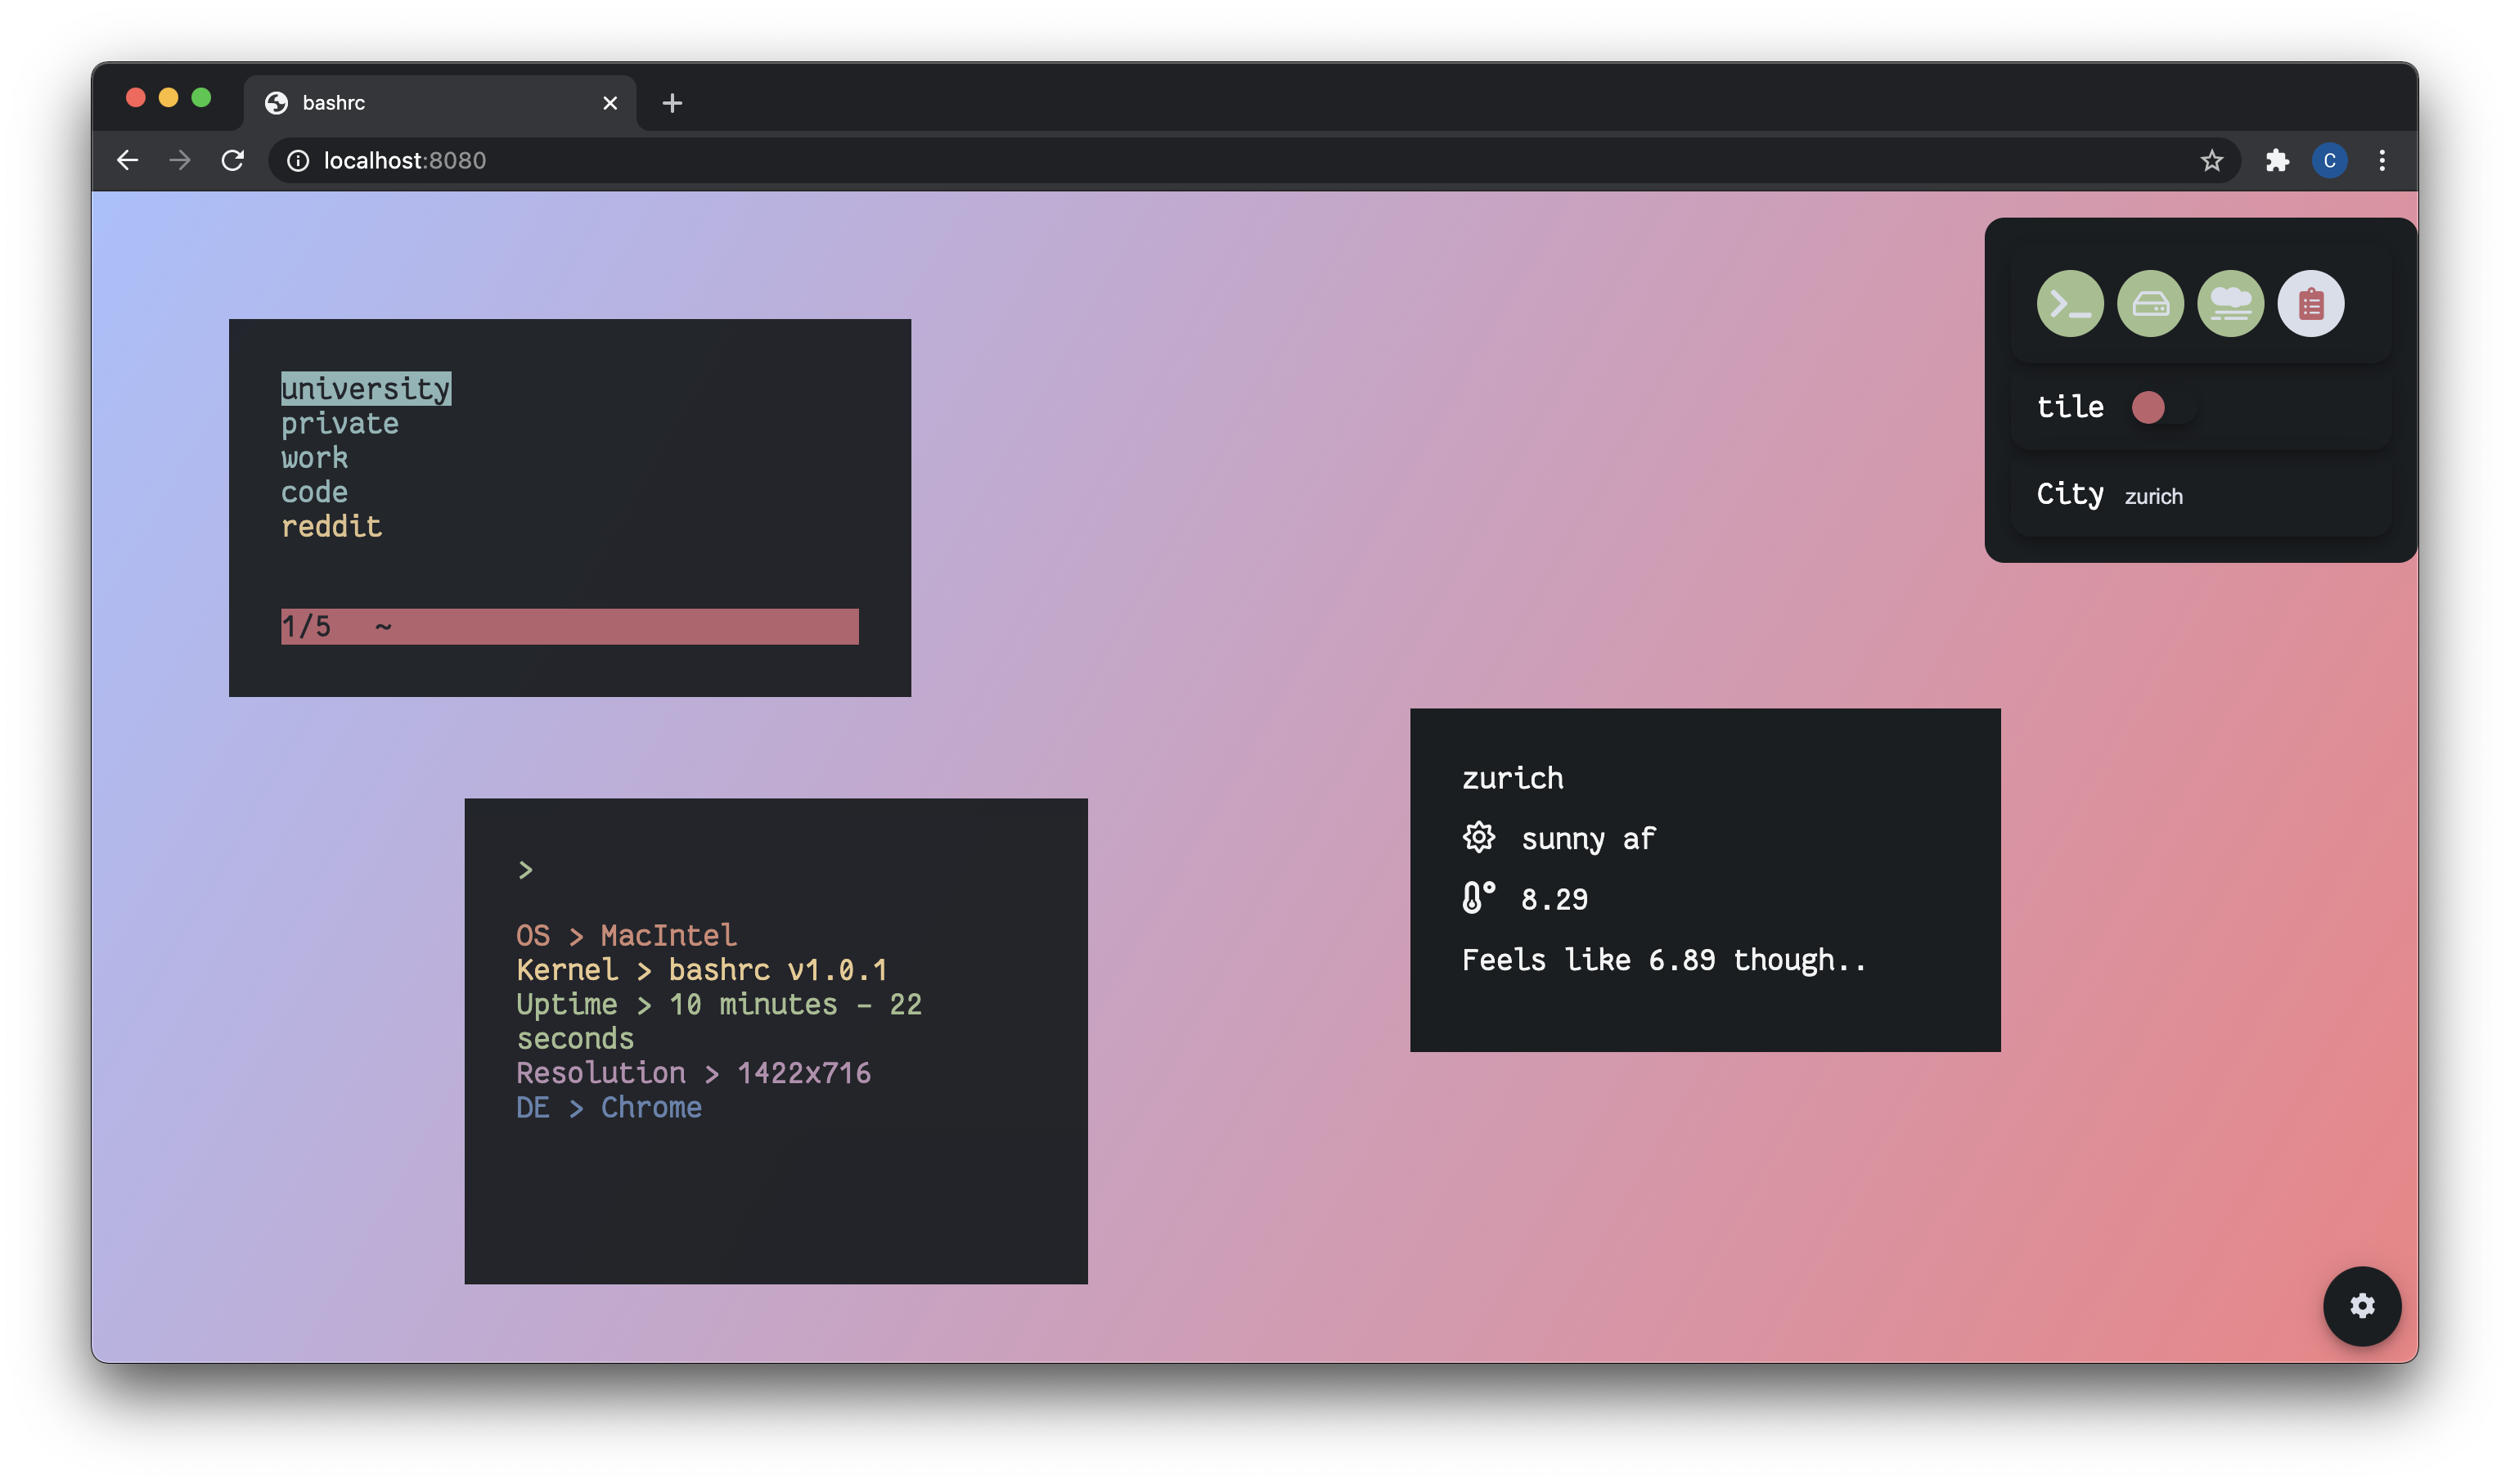 bashrc
localhost:8080
C
university
private
work
code
reddit
1/5 ~
tile
City zurich
zurich
sunny af
8.29
Feels like 6.89 though..
>
OS > MacIntel
Kernel > bashrc v1.0.1
Uptime > 10 minutes - 22
seconds
Resolution > 1422x716
DE > Chrome